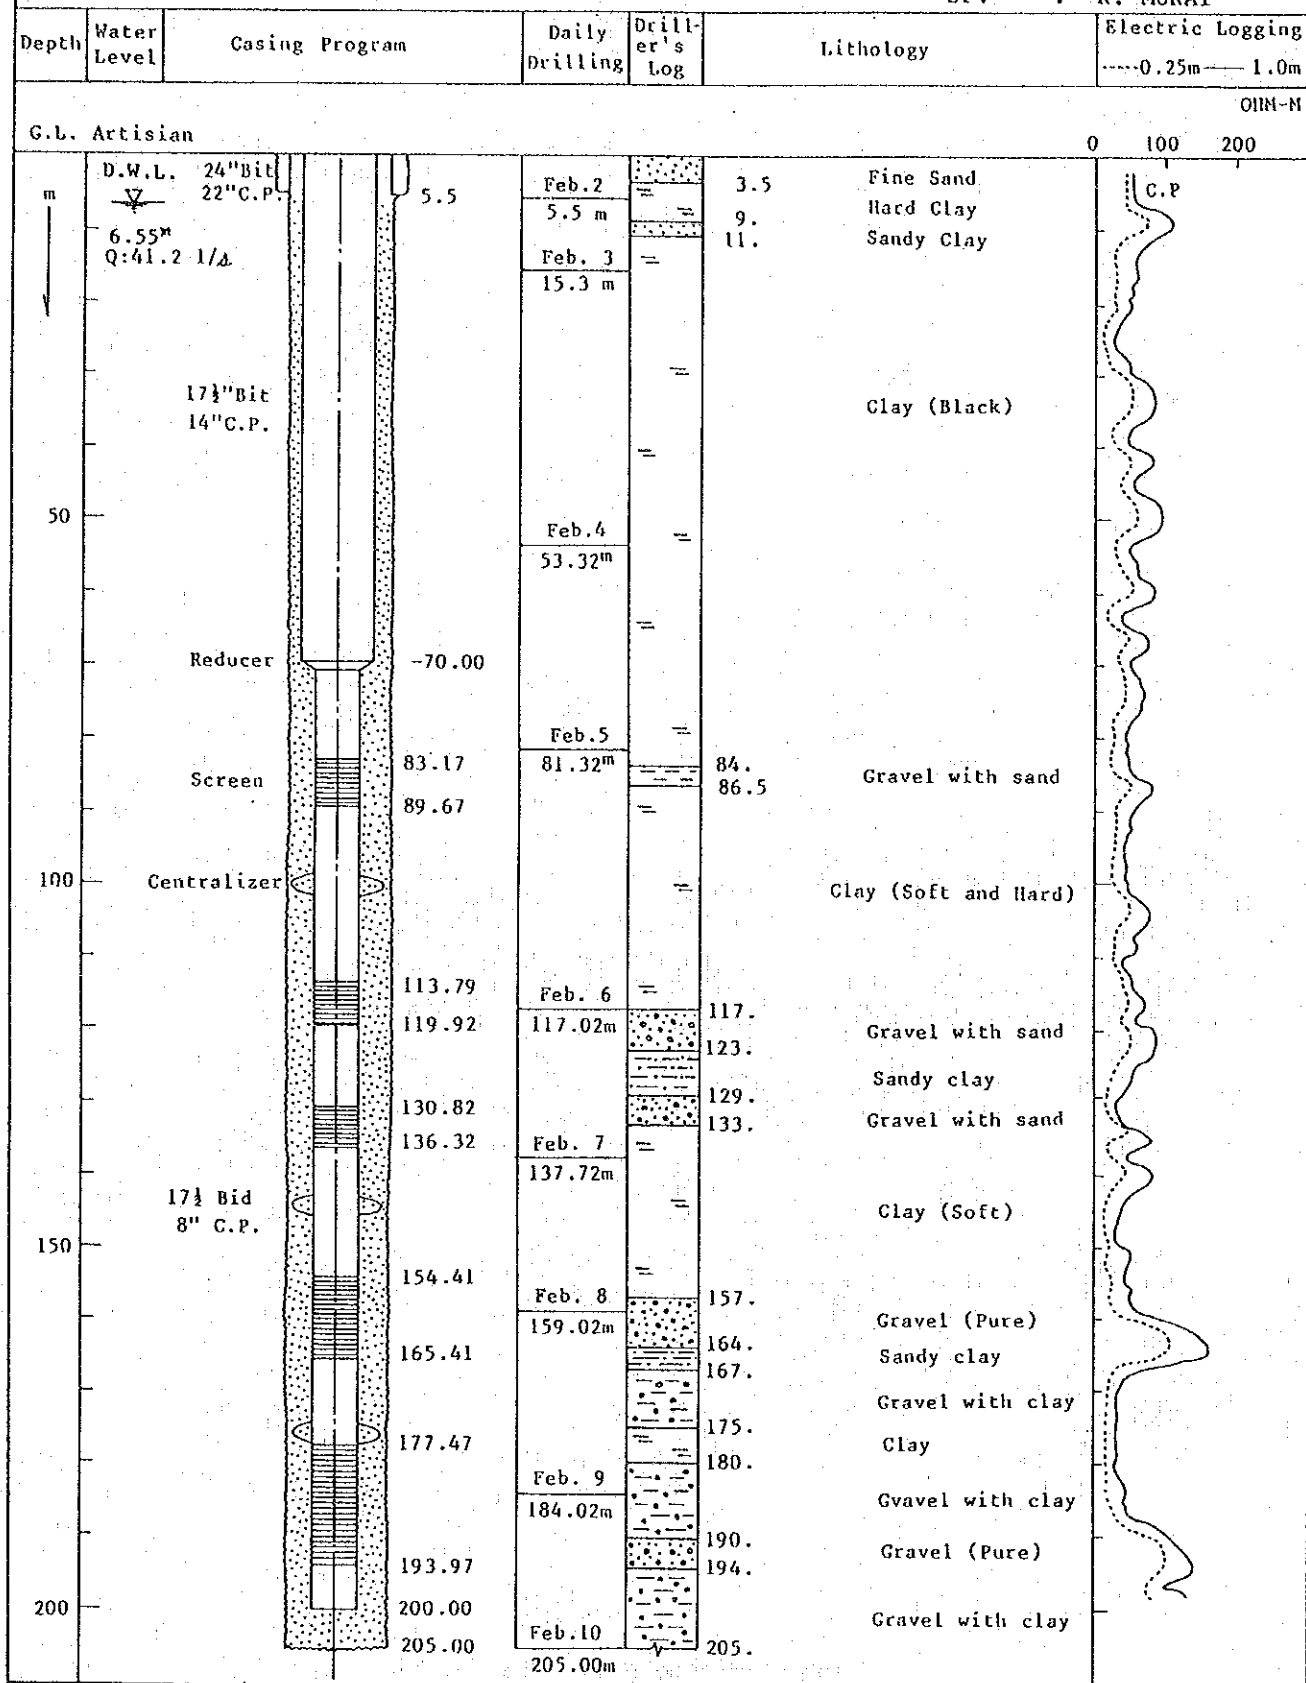 K. MORAI
Depth Water Level Casing Program Daily Drilling Drill-er's Log Lithology Electric Logging
-----0.25m—— 1.0m
OHM-M
G.L. Artisian
0 100 200
D.W.L. 24"Bit
m 22"C.P. 5.5 Feb.2 3.5 Fine Sand C.P
6.55m 5.5 m 9. Hard Clay
Q:41.2 l/s 11. Sandy Clay
Feb. 3
15.3 m
17½"Bit Clay (Black)
14"C.P.
50 Feb.4
53.32m
Reducer -70.00
Feb.5
83.17 81.32m 84.
Screen 86.5 Gravel with sand
89.67
100 Centralizer Clay (Soft and Hard)
113.79 Feb. 6 117.
119.92 117.02m Gravel with sand
123.
Sandy clay
130.82 129.
133. Gravel with sand
136.32 Feb. 7
137.72m
17½ Bid
8" C.P. Clay (Soft)
150
154.41 Feb. 8 157.
159.02m Gravel (Pure)
165.41 164.
Sandy clay
167.
Gravel with clay
175.
177.47 Clay
180.
Feb. 9
184.02m Gvavel with clay
190.
193.97 Gravel (Pure)
194.
200 200.00 Gravel with clay
205.00 Feb.10 205.
205.00m